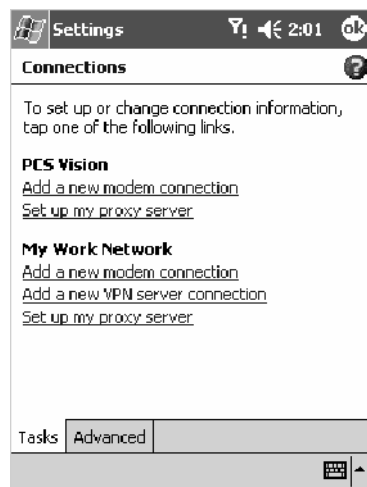 Settings 2:01 ok
Connections ?
To set up or change connection information,
tap one of the following links.
PCS Vision
Add a new modem connection
Set up my proxy server
My Work Network
Add a new modem connection
Add a new VPN server connection
Set up my proxy server
Tasks Advanced